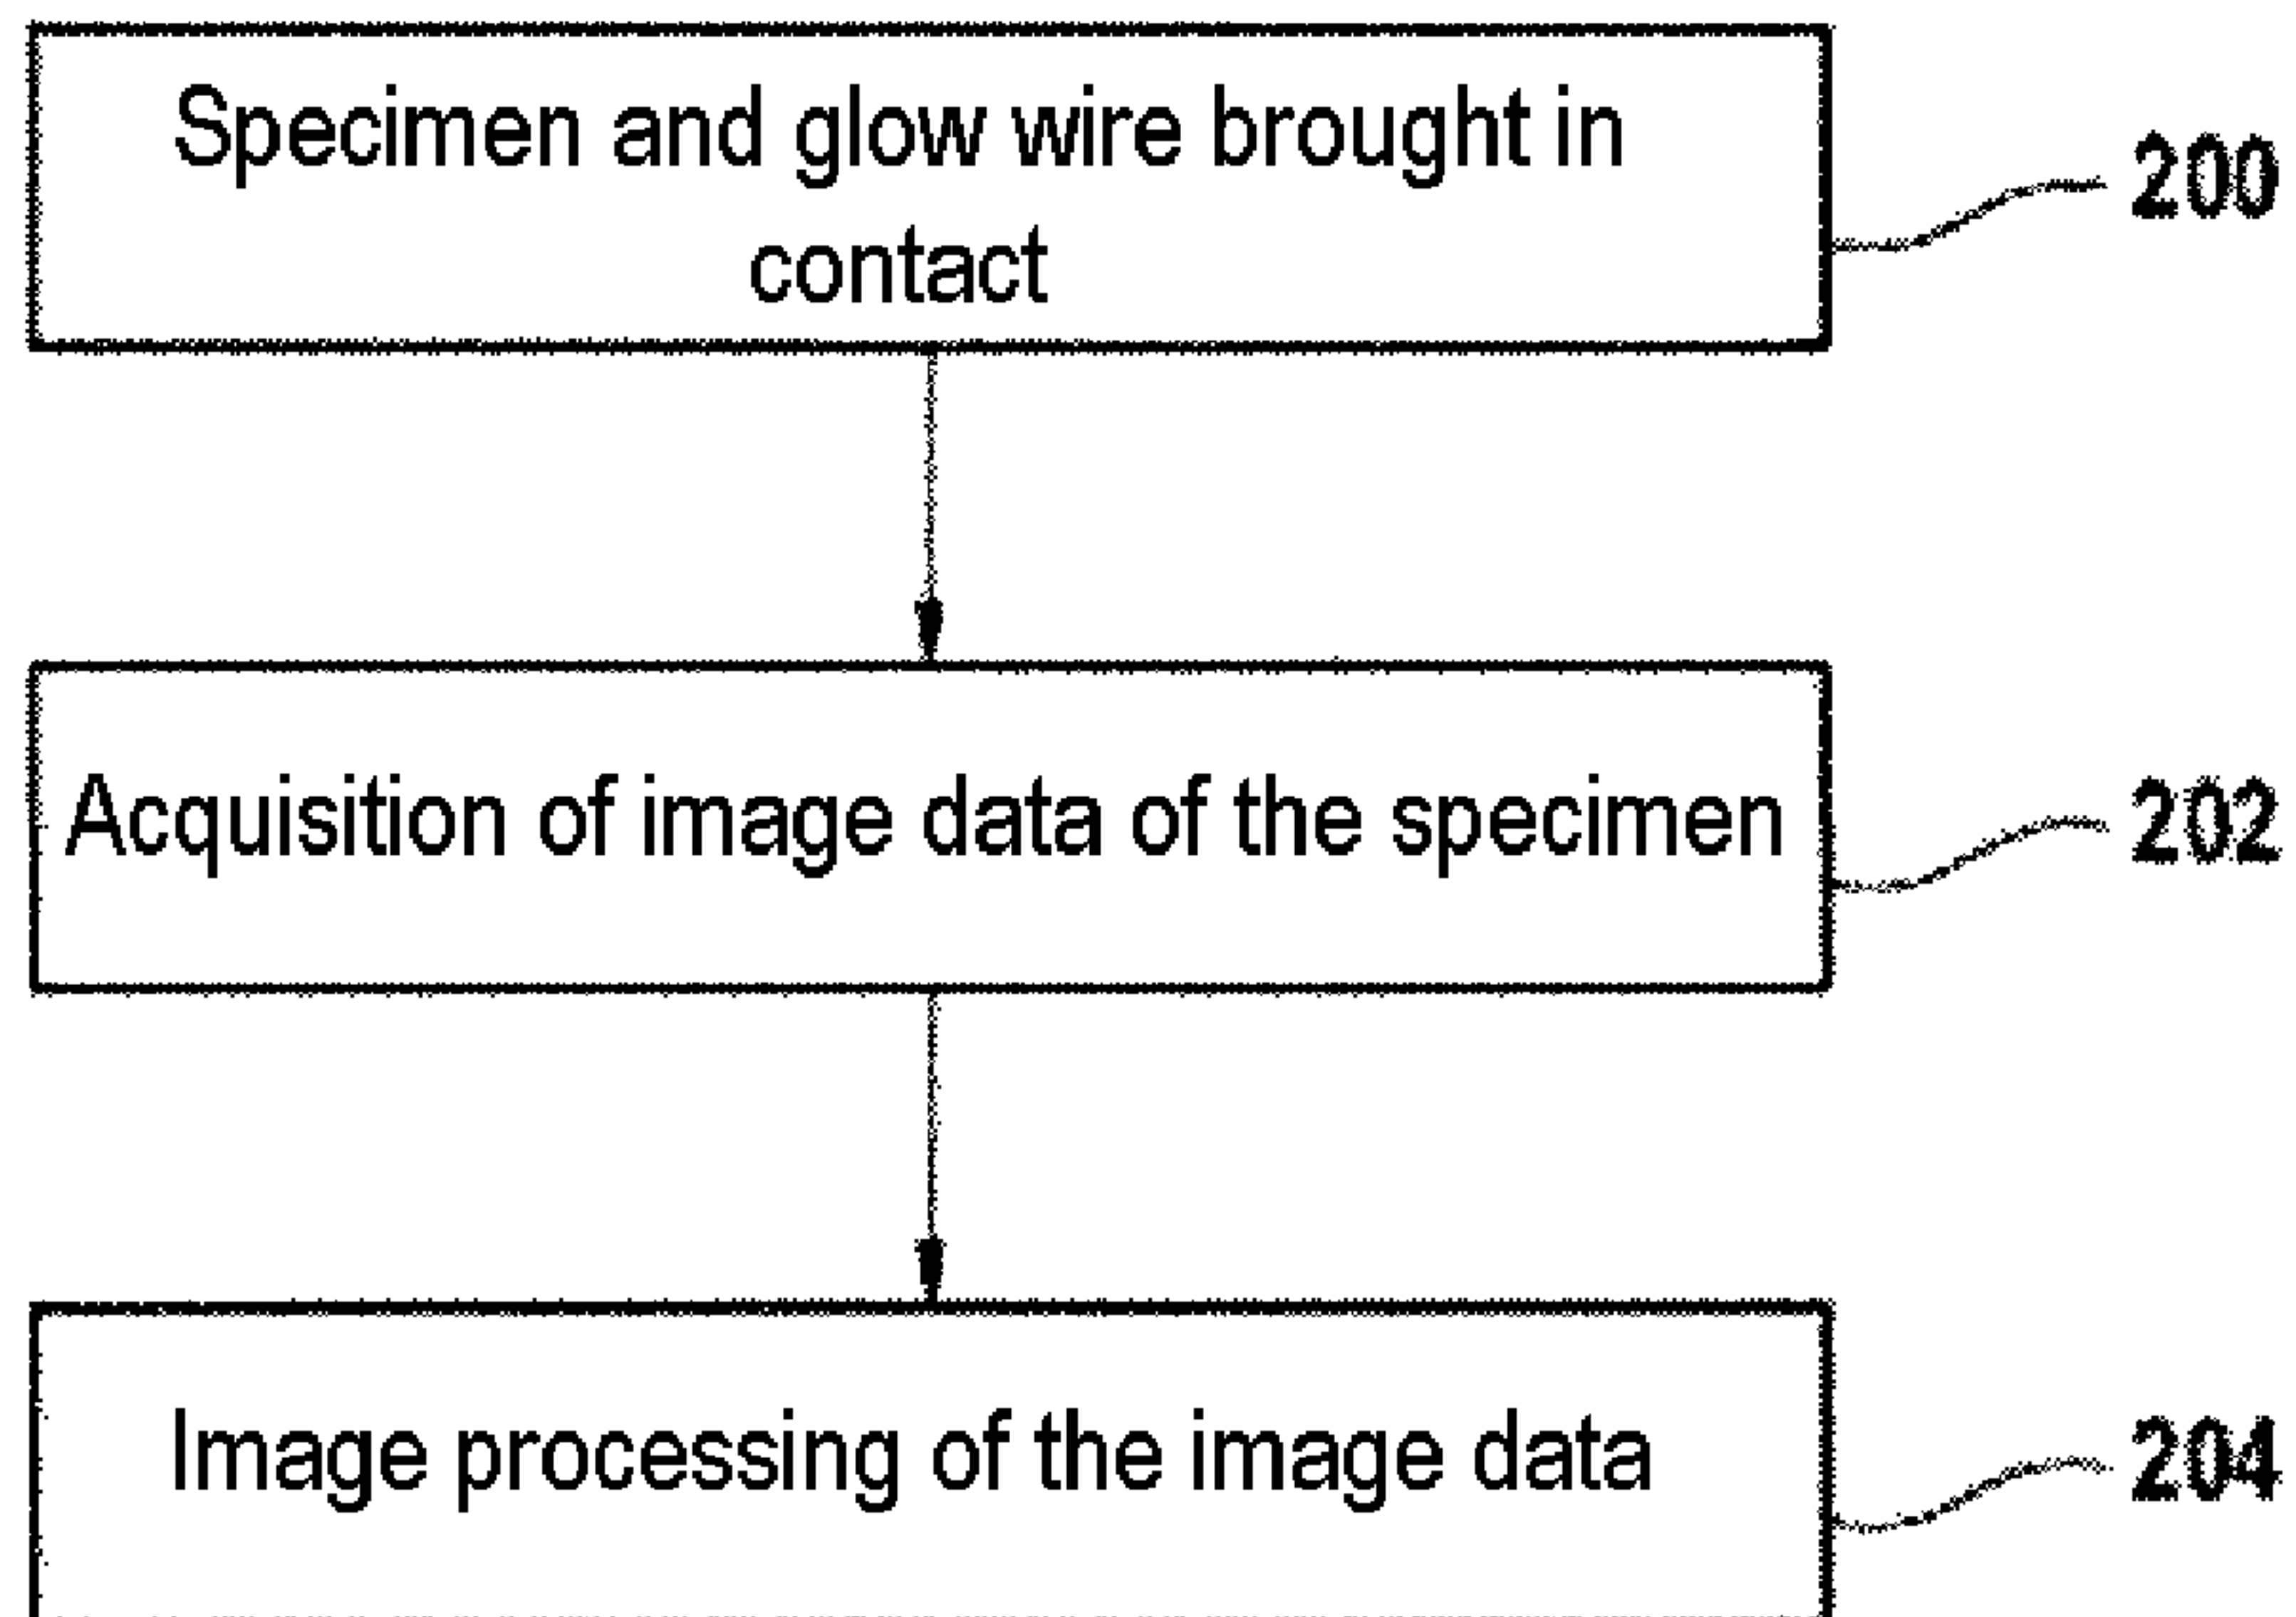 Specimen and glow wire brought in
contact
200
Acquisition of image data of the specimen
202
Image processing of the image data
204